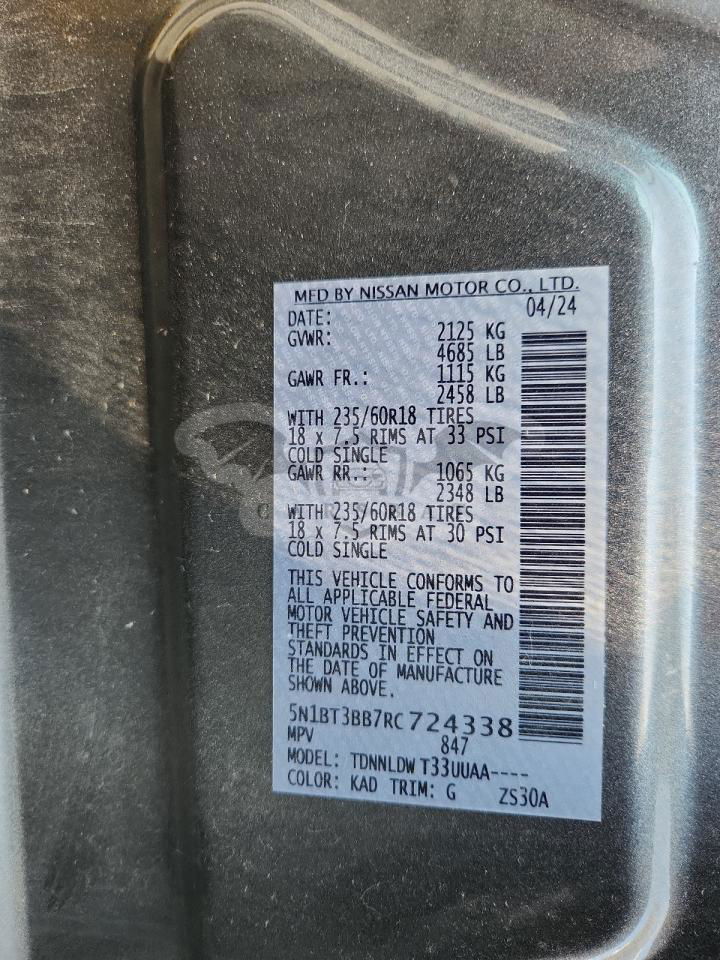 MFD BY NISSAN MOTOR CO., LTD.
DATE: 04/24
GVWR: 2125 KG
4685 LB
GAWR FR.: 1115 KG
2458 LB
WITH 235/60R18 TIRES
18 x 7.5 RIMS AT 33 PSI
COLD SINGLE
GAWR RR.: 1065 KG
2348 LB
WITH 235/60R18 TIRES
18 x 7.5 RIMS AT 30 PSI
COLD SINGLE
THIS VEHICLE CONFORMS TO
ALL APPLICABLE FEDERAL
MOTOR VEHICLE SAFETY AND
THEFT PREVENTION
STANDARDS IN EFFECT ON
THE DATE OF MANUFACTURE
SHOWN ABOVE.
5N1BT3BB7RC724338
MPV 847
MODEL: TDNNLDW T33UUAA----
COLOR: KAD TRIM: G ZS30A